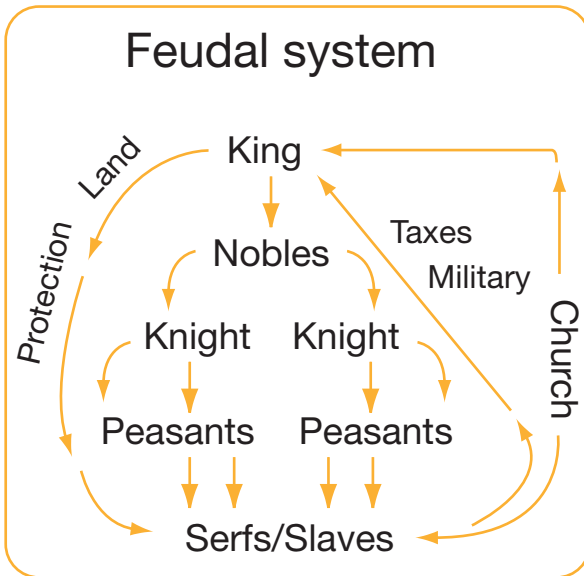 Feudal system
King
Land
Taxes
Nobles
Military
Protection
Church
Knight Knight
Peasants Peasants
Serfs/Slaves